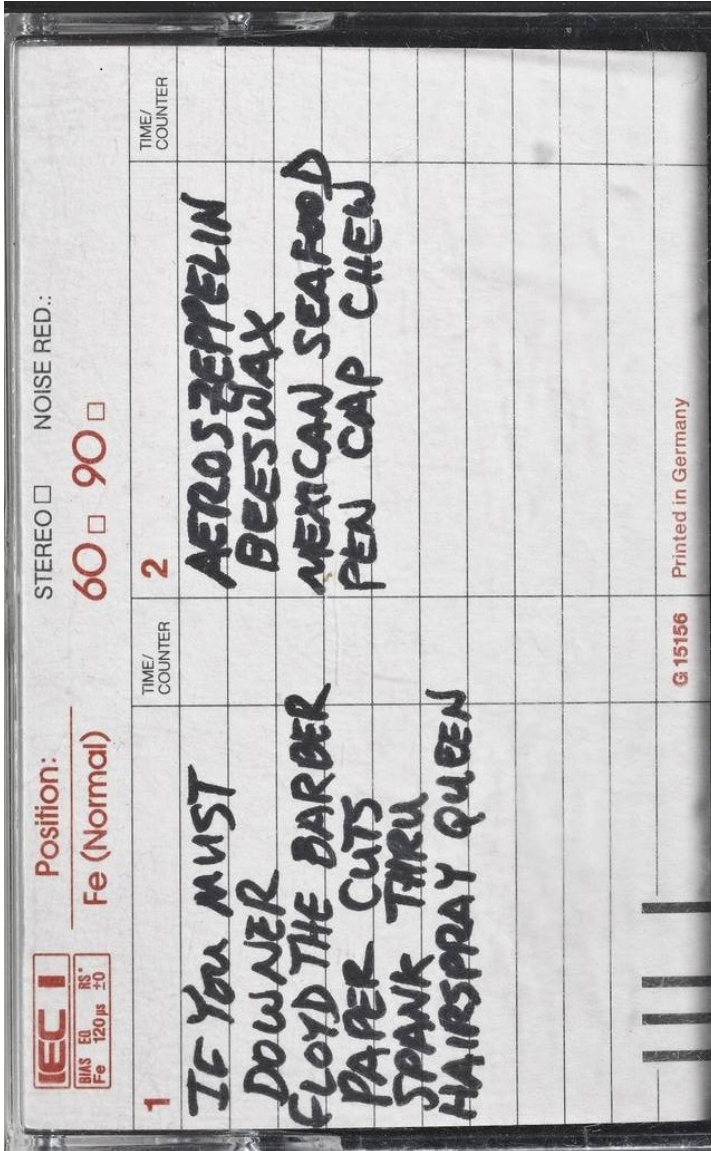 IEC I
BIAS EQ RS*
Fe 120 µs ±0
Position:
Fe (Normal)
STEREO □ NOISE RED.:
60 □ 90 □
1 TIME/
COUNTER
IF YOU MUST
DOWNER
FLOYD THE BARBER
PAPER CUTS
SPANK THRU
HAIRSPRAY QUEEN
2 TIME/
COUNTER
AEROSZEPPELIN
BEESWAX
MEXICAN SEAFOOD
PEN CAP CHEW
G 15156 Printed in Germany